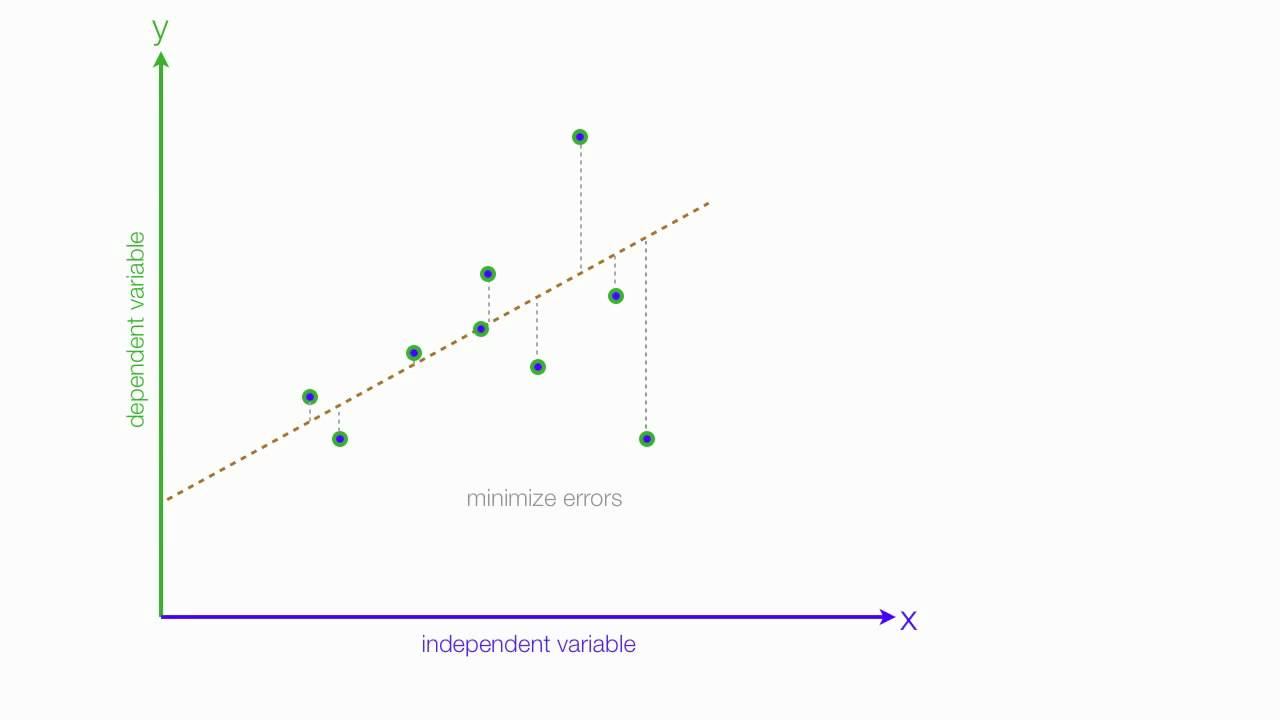 y
dependent variable
minimize errors
x
independent variable